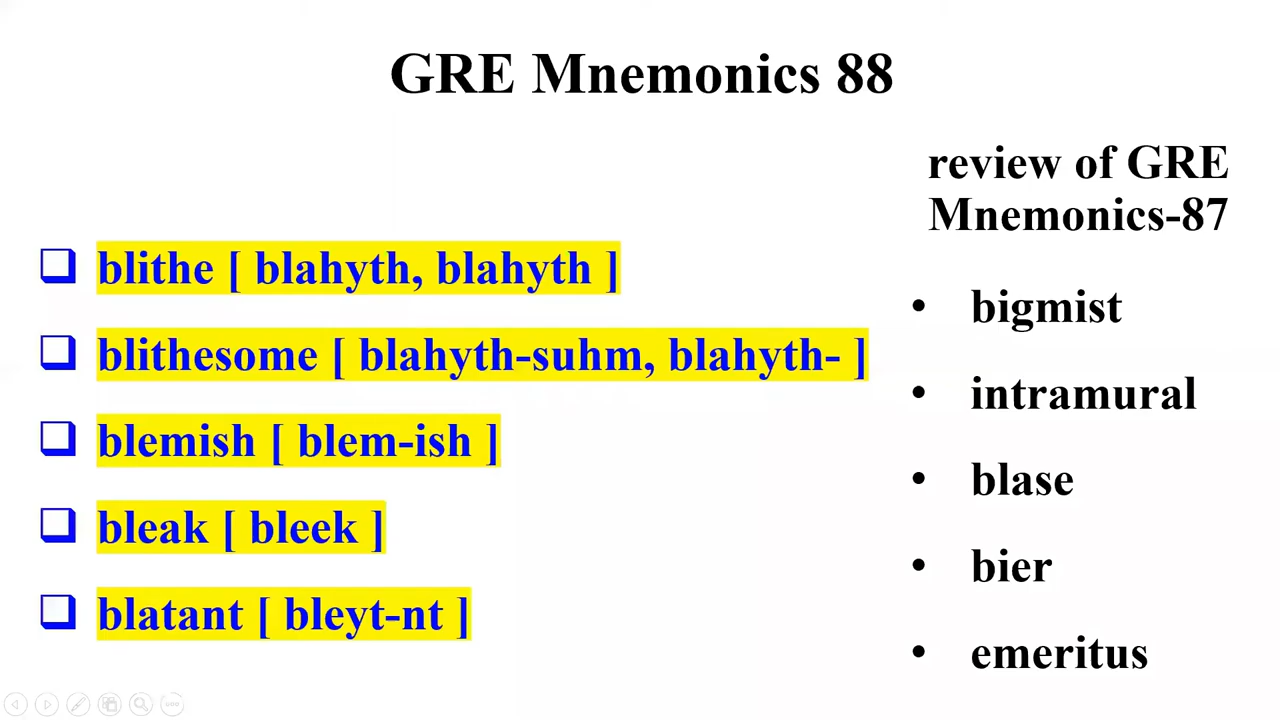 GRE Mnemonics 88
blithe [ blahyth, blahyth ]
blithesome [ blahyth-suhm, blahyth- ]
blemish [ blem-ish ]
bleak [ bleek ]
blatant [ bleyt-nt ]
review of GRE
Mnemonics-87
• bigmist
• intramural
• blase
• bier
• emeritus